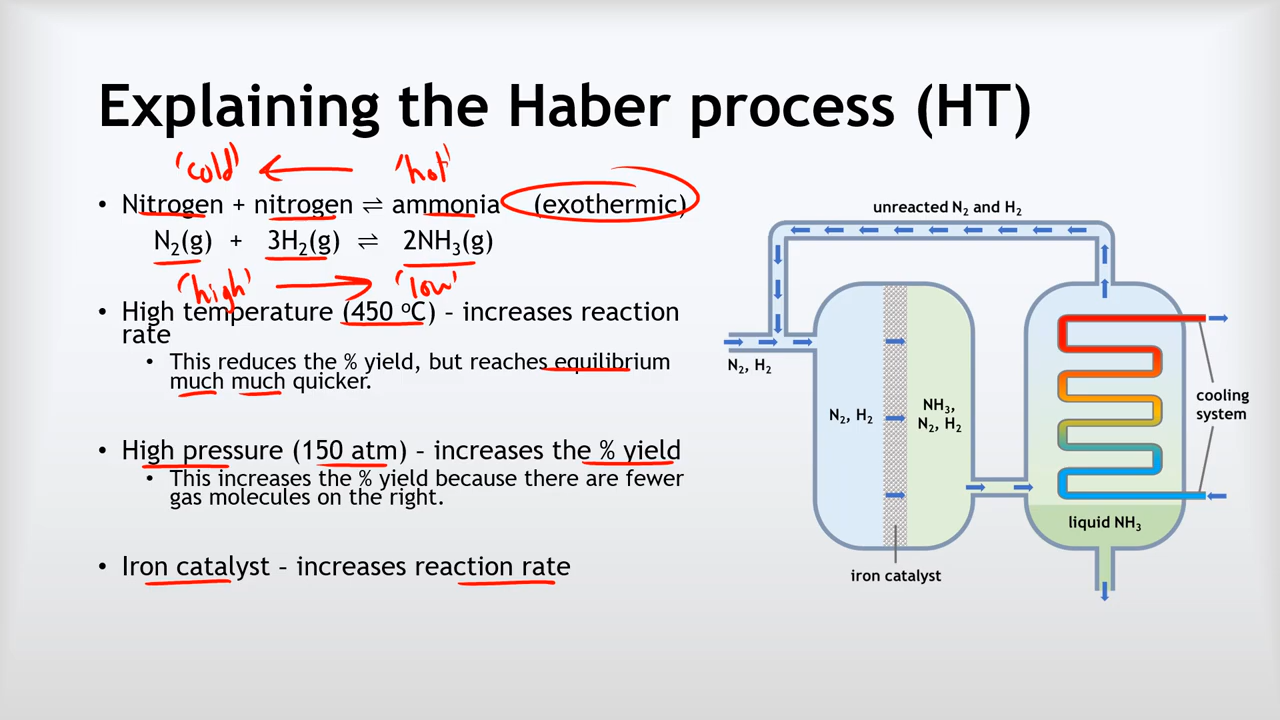 Explaining the Haber process (HT)
'cold' ← 'hot'
• Nitrogen + nitrogen ⇌ ammonia (exothermic)
N₂(g) + 3H₂(g) ⇌ 2NH₃(g)
'high' → 'low'
• High temperature (450 ºC) – increases reaction
rate
• This reduces the % yield, but reaches equilibrium
much much quicker.
• High pressure (150 atm) – increases the % yield
• This increases the % yield because there are fewer
gas molecules on the right.
• Iron catalyst – increases reaction rate
unreacted N₂ and H₂
N₂, H₂
N₂, H₂
NH₃,
N₂, H₂
iron catalyst
cooling
system
liquid NH₃